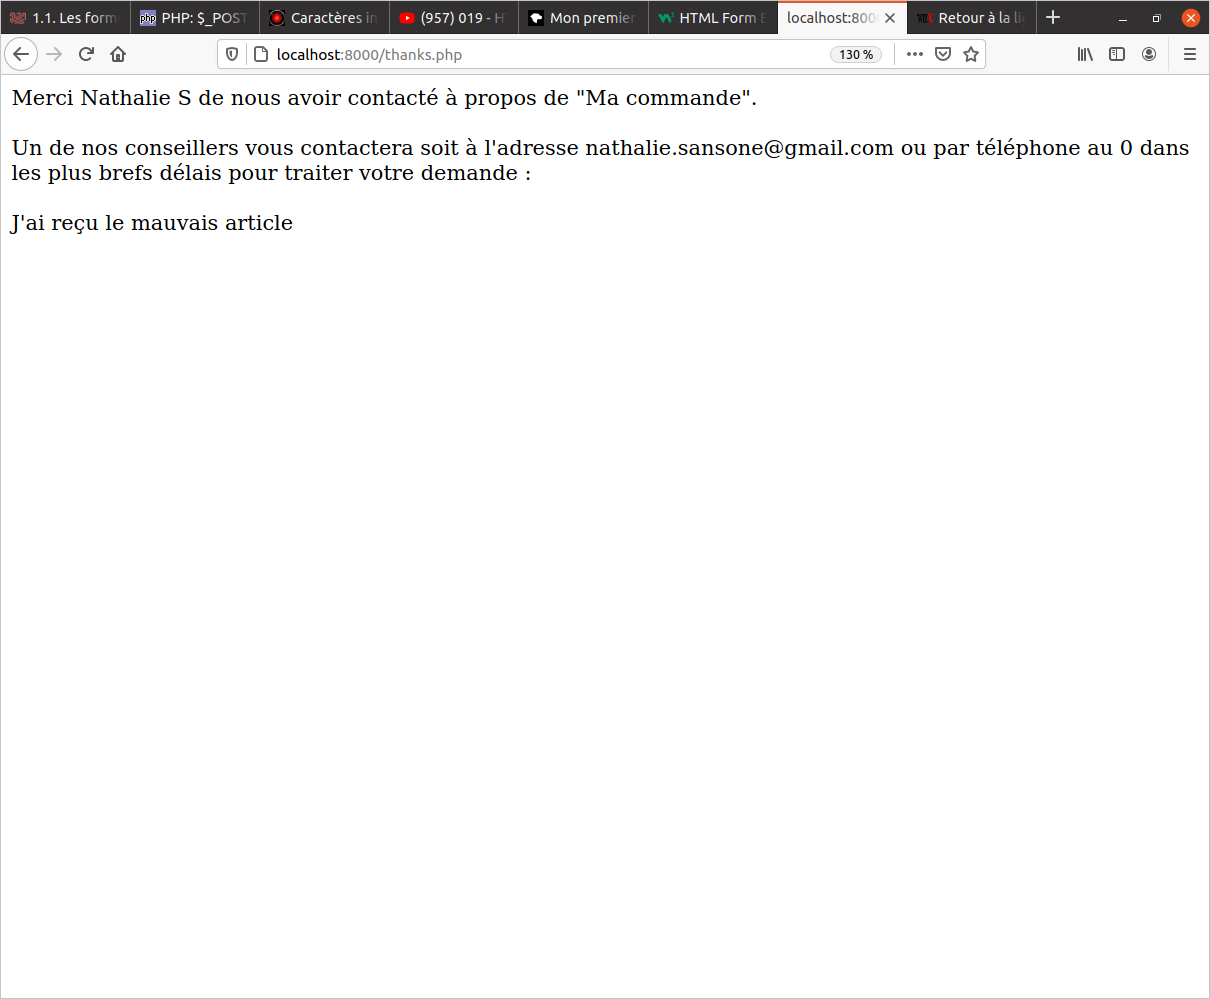 1.1. Les form
PHP: $_POST
Caractères in
(957) 019 - H
Mon premier
HTML Form E
localhost:800
Retour à la li
localhost:8000/thanks.php
130 %
Merci Nathalie S de nous avoir contacté à propos de "Ma commande".
Un de nos conseillers vous contactera soit à l'adresse nathalie.sansone@gmail.com ou par téléphone au 0 dans
les plus brefs délais pour traiter votre demande :
J'ai reçu le mauvais article